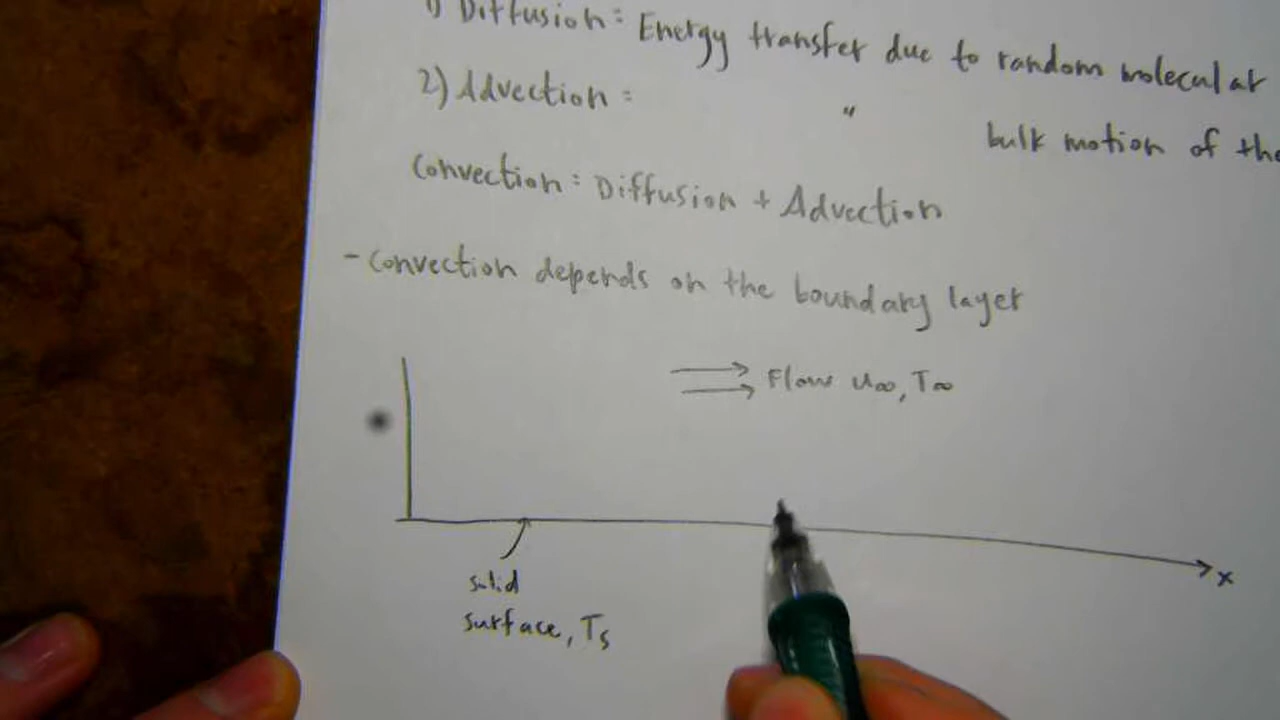 1) Diffusion: Energy transfer due to random molecular
2) Advection: " bulk motion of the
Convection: Diffusion + Advection
- Convection depends on the boundary layer
Flow u∞, T∞
x
solid
surface, Ts